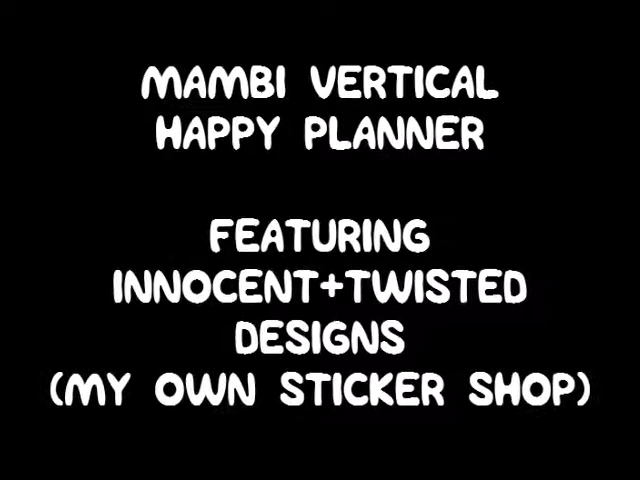 MAMBI VERTICAL
HAPPY PLANNER
FEATURING
INNOCENT+TWISTED
DESIGNS
(MY OWN STICKER SHOP)